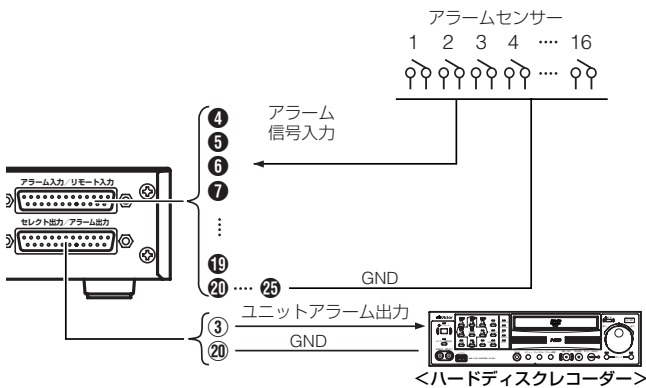 アラームセンサー
1 2 3 4 ···· 16
❹ アラーム
❺ 信号入力
❻
❼
アラーム入力／リモート入力
セレクト出力／アラーム出力
⓳
⓴ ···· ㉕ GND
ユニットアラーム出力
③
⑳ GND
＜ハードディスクレコーダー＞